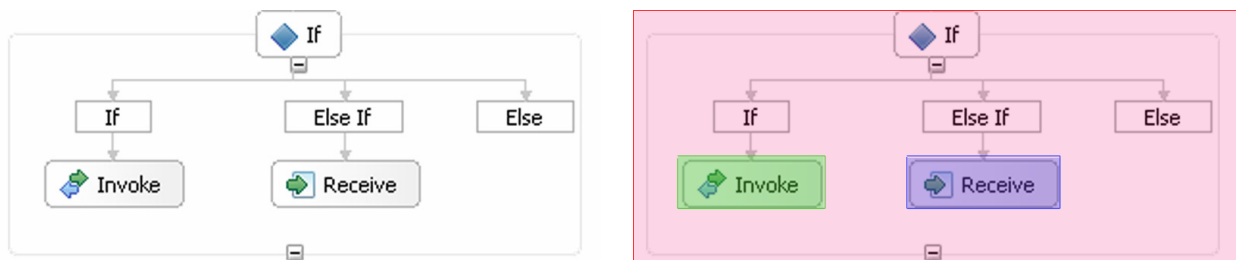 If
If
Else If
Else
Invoke
Receive
If
If
Else If
Else
Invoke
Receive